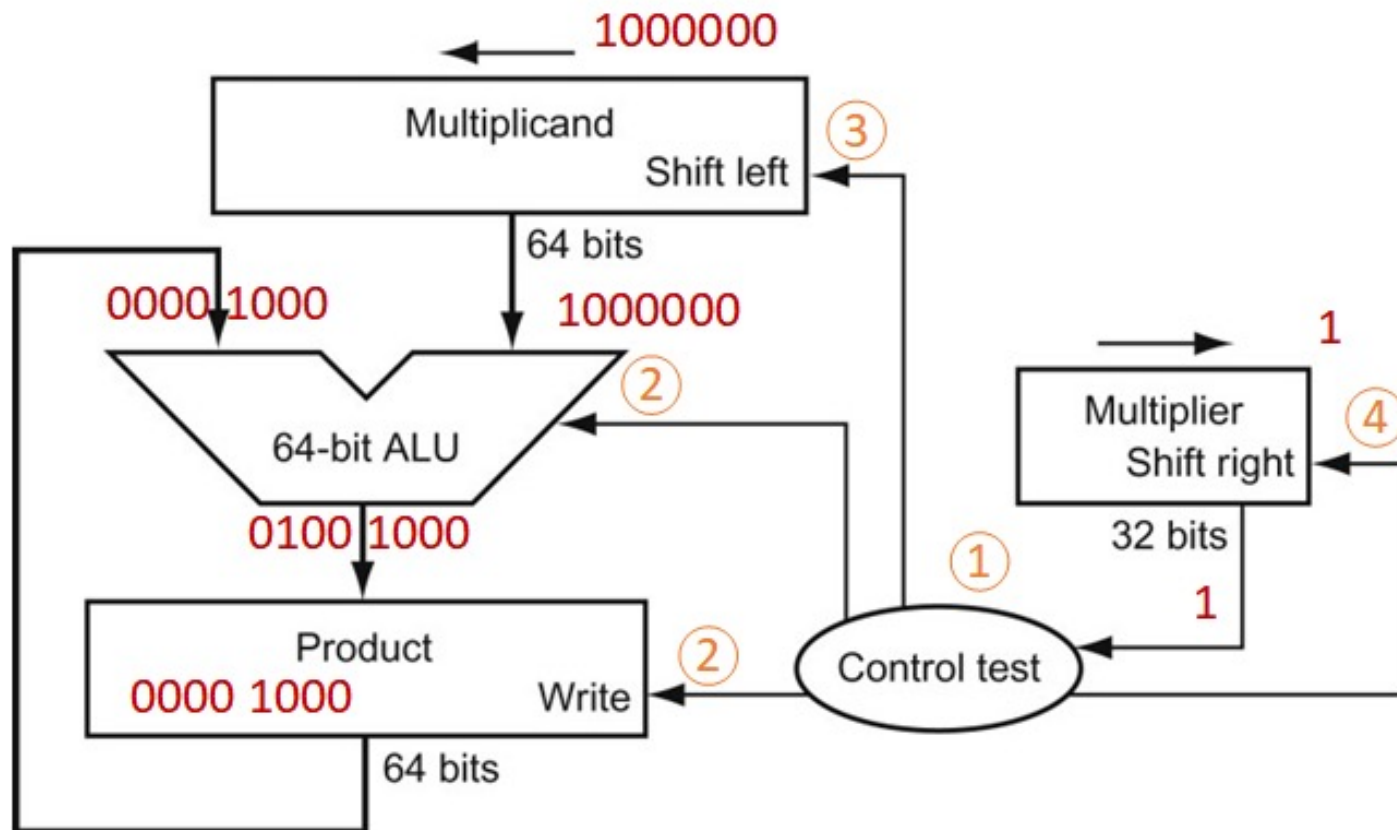 1000000
Multiplicand
③
Shift left
64 bits
0000 1000
1000000
1
②
Multiplier
④
64-bit ALU
Shift right
0100 1000
32 bits
①
1
Product
②
Control test
0000 1000
Write
64 bits